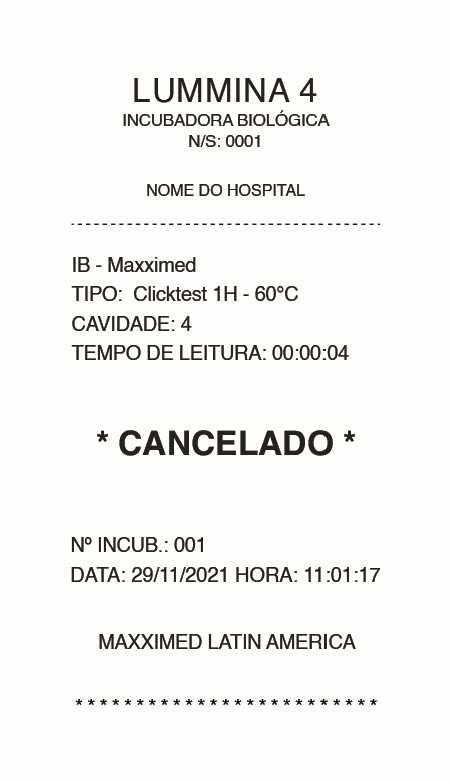 LUMMINA 4
INCUBADORA BIOLÓGICA
N/S: 0001
NOME DO HOSPITAL
---------------------------------------
IB - Maxximed
TIPO:  Clicktest 1H - 60°C
CAVIDADE: 4
TEMPO DE LEITURA: 00:00:04
* CANCELADO *
Nº INCUB.: 001
DATA: 29/11/2021 HORA: 11:01:17
MAXXIMED LATIN AMERICA
* * * * * * * * * * * * * * * * * * * * * * * * *